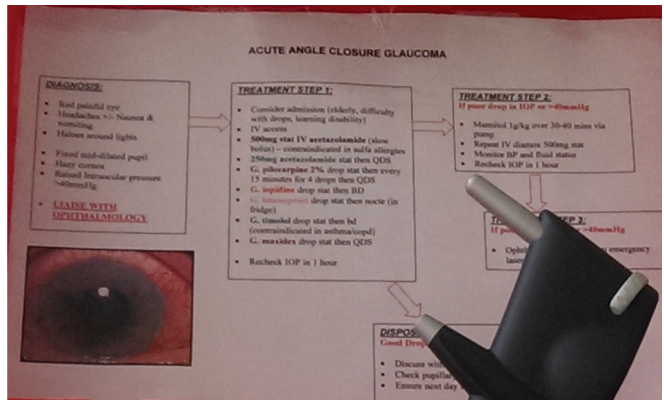 ACUTE ANGLE CLOSURE GLAUCOMA
DIAGNOSIS:
Red painful eye
Headaches +/- Nausea &
vomiting
Haloes around lights
Fixed mid-dilated pupil
Hazy cornea
Raised Intraocular pressure
>40mmHg
LIAISE WITH
OPHTHALMOLOGY
TREATMENT STEP 1:
Consider admission (elderly, difficulty
with drops, learning disability)
IV access
500mg stat IV acetazolamide (slow
bolus) – contraindicated in sulfa allergies
250mg acetazolamide stat then QDS
G. pilocarpine 2% drop stat then every
15 minutes for 4 drops then QDS
G. iopidine drop stat then BD
G. latanoprost drop stat then nocte (in
fridge)
G. timolol drop stat then bd
(contraindicated in asthma/copd)
G. maxidex drop stat then QDS
Recheck IOP in 1 hour
TREATMENT STEP 2:
If poor drop in IOP or >40mmHg
Mannitol 1g/kg over 30-40 mins via
pump
Repeat IV diamox 500mg stat
Monitor BP and fluid status
Recheck IOP in 1 hour
STEP 3:
If >40mmHg
emergency
DISPOS
Good Drop
Discuss with
Check pupillary
Ensure next day